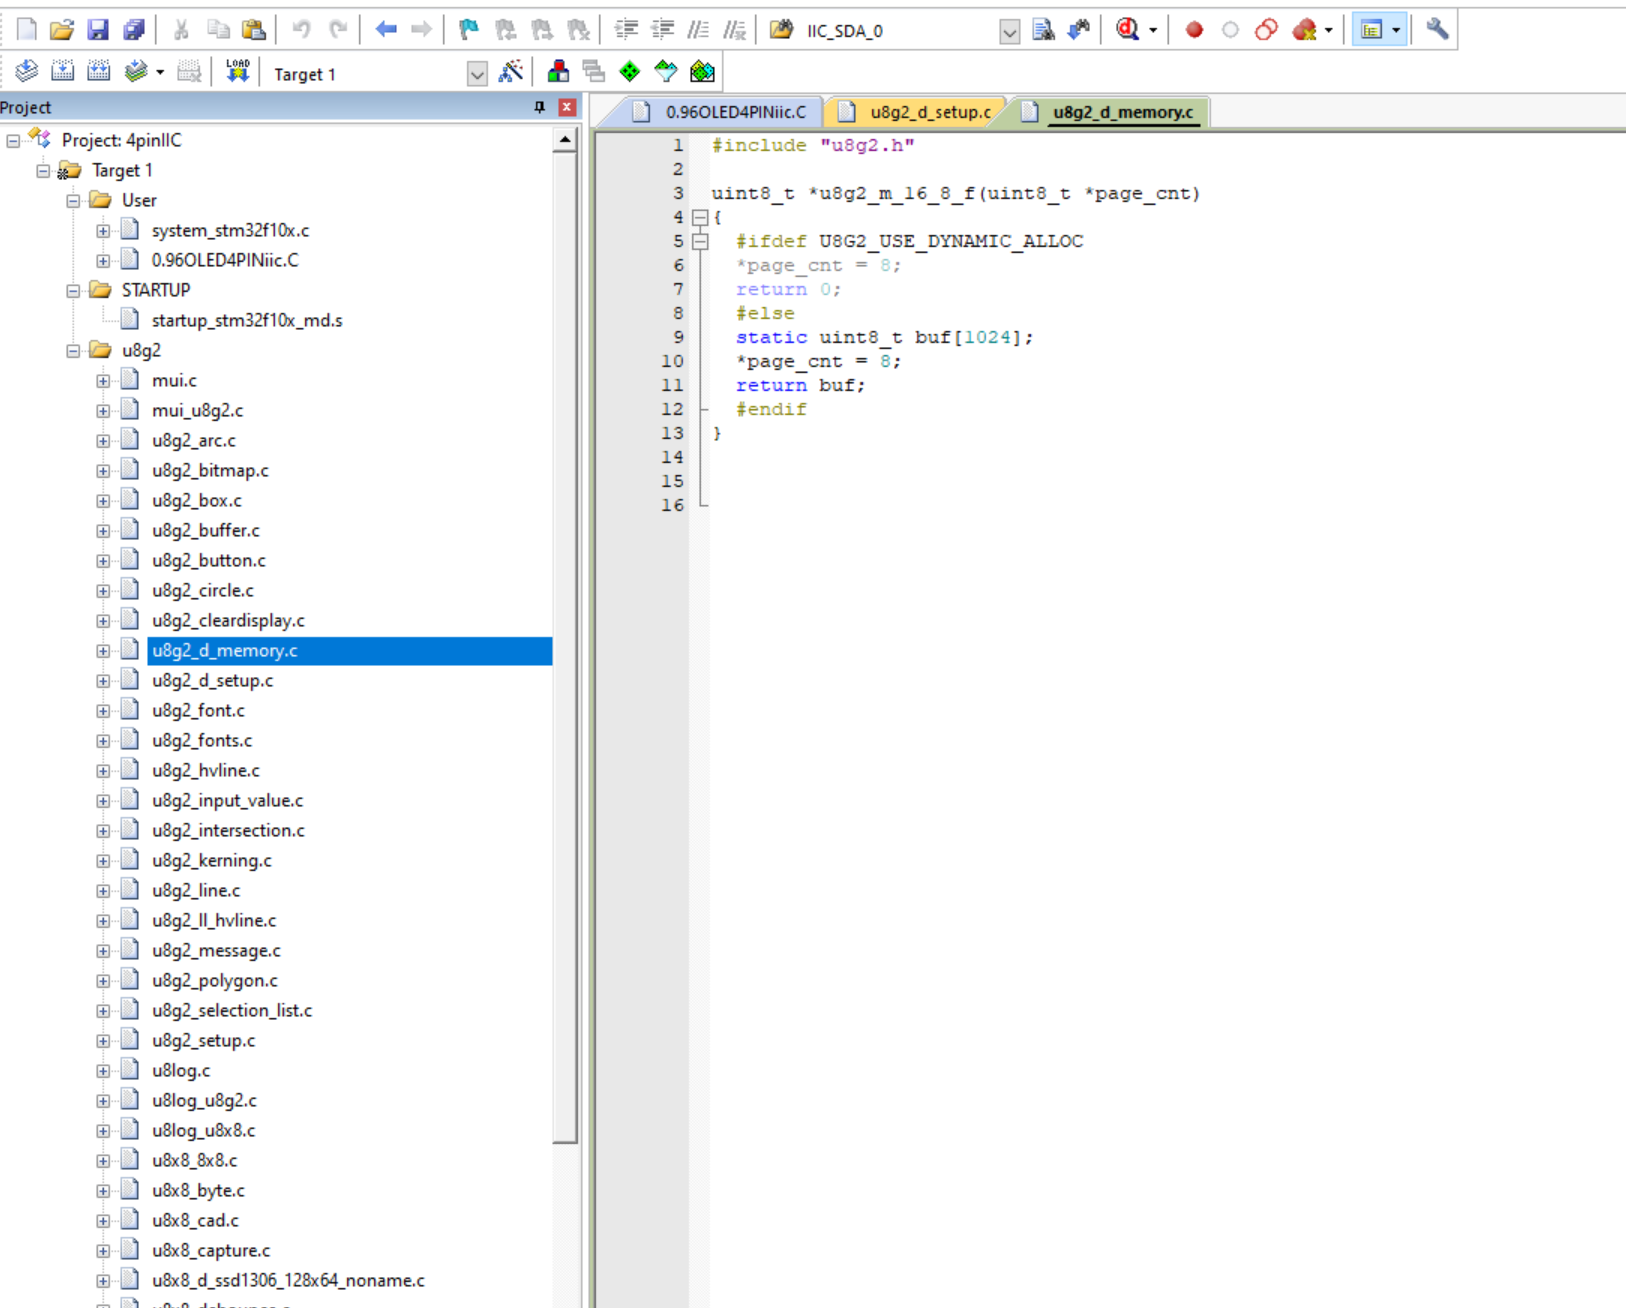 IIC_SDA_0
LOAD
Target 1
Project
Project: 4pinIIC
Target 1
User
system_stm32f10x.c
0.96OLED4PINiic.C
STARTUP
startup_stm32f10x_md.s
u8g2
mui.c
mui_u8g2.c
u8g2_arc.c
u8g2_bitmap.c
u8g2_box.c
u8g2_buffer.c
u8g2_button.c
u8g2_circle.c
u8g2_cleardisplay.c
u8g2_d_memory.c
u8g2_d_setup.c
u8g2_font.c
u8g2_fonts.c
u8g2_hvline.c
u8g2_input_value.c
u8g2_intersection.c
u8g2_kerning.c
u8g2_line.c
u8g2_ll_hvline.c
u8g2_message.c
u8g2_polygon.c
u8g2_selection_list.c
u8g2_setup.c
u8log.c
u8log_u8g2.c
u8log_u8x8.c
u8x8_8x8.c
u8x8_byte.c
u8x8_cad.c
u8x8_capture.c
u8x8_d_ssd1306_128x64_noname.c
0.96OLED4PINiic.C u8g2_d_setup.c u8g2_d_memory.c
1 #include "u8g2.h"
2
3 uint8_t *u8g2_m_16_8_f(uint8_t *page_cnt)
4 {
5 #ifdef U8G2_USE_DYNAMIC_ALLOC
6 *page_cnt = 8;
7 return 0;
8 #else
9 static uint8_t buf[1024];
10 *page_cnt = 8;
11 return buf;
12 #endif
13 }
14
15
16